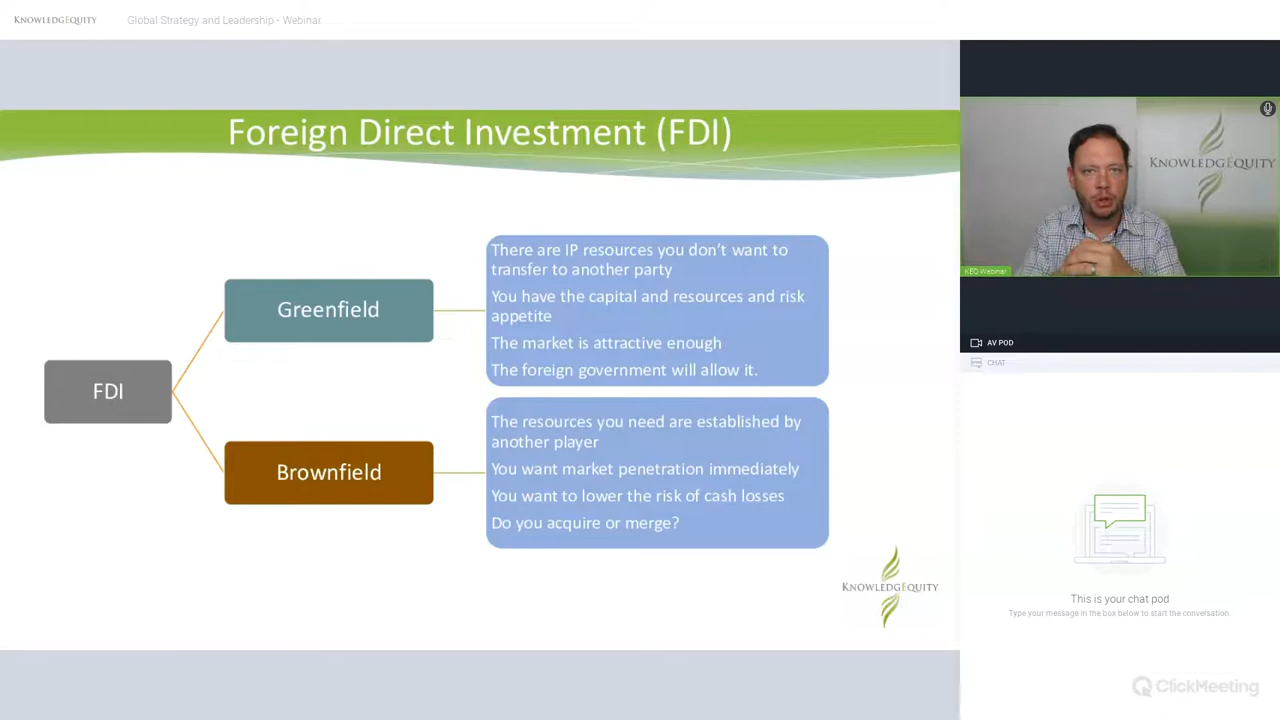 KNOWLEDGEQUITY
Global Strategy and Leadership - Webinar
Foreign Direct Investment (FDI)
FDI
Greenfield
There are IP resources you don’t want to
transfer to another party
You have the capital and resources and risk
appetite
The market is attractive enough
The foreign government will allow it.
Brownfield
The resources you need are established by
another player
You want market penetration immediately
You want to lower the risk of cash losses
Do you acquire or merge?
KNOWLEDGEQUITY
KNOWLEDGEQUITY
KEQ Webinar
AV POD
CHAT
This is your chat pod
Type your message in the box below to start the conversation.
ClickMeeting